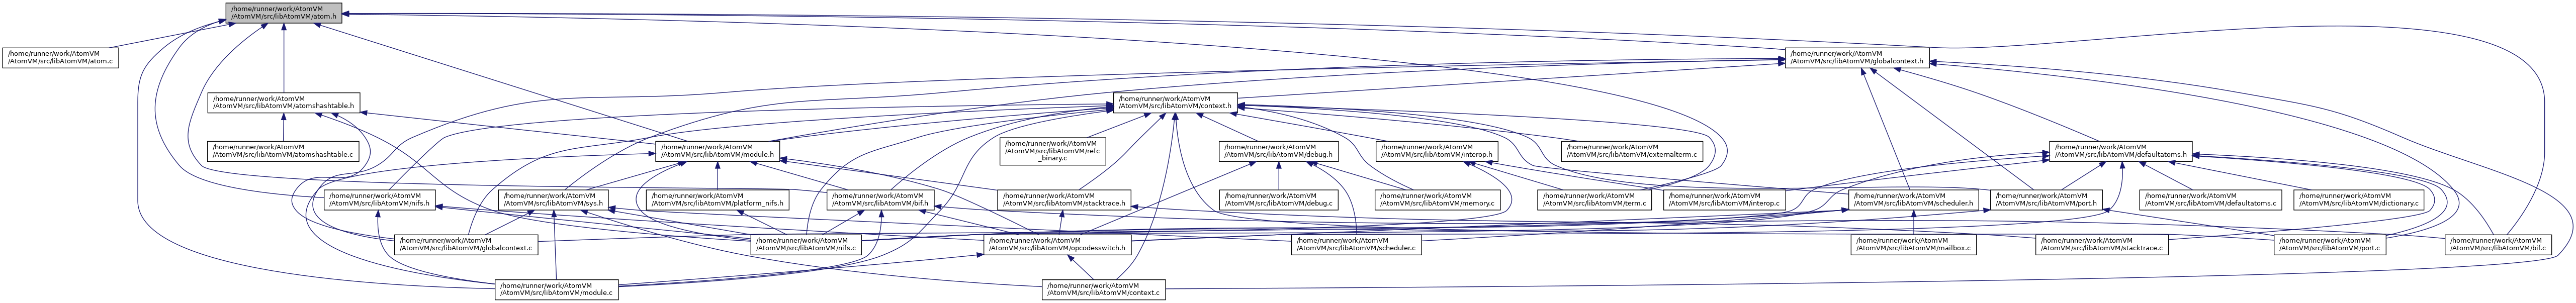 /home/runner/work/AtomVM
/AtomVM/src/libAtomVM/atom.h
/home/runner/work/AtomVM
/AtomVM/src/libAtomVM/atom.c
/home/runner/work/AtomVM
/AtomVM/src/libAtomVM/globalcontext.h
/home/runner/work/AtomVM
/AtomVM/src/libAtomVM/atomshashtable.h
/home/runner/work/AtomVM
/AtomVM/src/libAtomVM/context.h
/home/runner/work/AtomVM
/AtomVM/src/libAtomVM/atomshashtable.c
/home/runner/work/AtomVM
/AtomVM/src/libAtomVM/module.h
/home/runner/work/AtomVM
/AtomVM/src/libAtomVM/refc
_binary.c
/home/runner/work/AtomVM
/AtomVM/src/libAtomVM/debug.h
/home/runner/work/AtomVM
/AtomVM/src/libAtomVM/interop.h
/home/runner/work/AtomVM
/AtomVM/src/libAtomVM/externalterm.c
/home/runner/work/AtomVM
/AtomVM/src/libAtomVM/defaultatoms.h
/home/runner/work/AtomVM
/AtomVM/src/libAtomVM/nifs.h
/home/runner/work/AtomVM
/AtomVM/src/libAtomVM/sys.h
/home/runner/work/AtomVM
/AtomVM/src/libAtomVM/platform_nifs.h
/home/runner/work/AtomVM
/AtomVM/src/libAtomVM/bif.h
/home/runner/work/AtomVM
/AtomVM/src/libAtomVM/stacktrace.h
/home/runner/work/AtomVM
/AtomVM/src/libAtomVM/debug.c
/home/runner/work/AtomVM
/AtomVM/src/libAtomVM/memory.c
/home/runner/work/AtomVM
/AtomVM/src/libAtomVM/term.c
/home/runner/work/AtomVM
/AtomVM/src/libAtomVM/interop.c
/home/runner/work/AtomVM
/AtomVM/src/libAtomVM/scheduler.h
/home/runner/work/AtomVM
/AtomVM/src/libAtomVM/port.h
/home/runner/work/AtomVM
/AtomVM/src/libAtomVM/defaultatoms.c
/home/runner/work/AtomVM
/AtomVM/src/libAtomVM/dictionary.c
/home/runner/work/AtomVM
/AtomVM/src/libAtomVM/globalcontext.c
/home/runner/work/AtomVM
/AtomVM/src/libAtomVM/nifs.c
/home/runner/work/AtomVM
/AtomVM/src/libAtomVM/opcodesswitch.h
/home/runner/work/AtomVM
/AtomVM/src/libAtomVM/scheduler.c
/home/runner/work/AtomVM
/AtomVM/src/libAtomVM/mailbox.c
/home/runner/work/AtomVM
/AtomVM/src/libAtomVM/stacktrace.c
/home/runner/work/AtomVM
/AtomVM/src/libAtomVM/port.c
/home/runner/work/AtomVM
/AtomVM/src/libAtomVM/bif.c
/home/runner/work/AtomVM
/AtomVM/src/libAtomVM/module.c
/home/runner/work/AtomVM
/AtomVM/src/libAtomVM/context.c